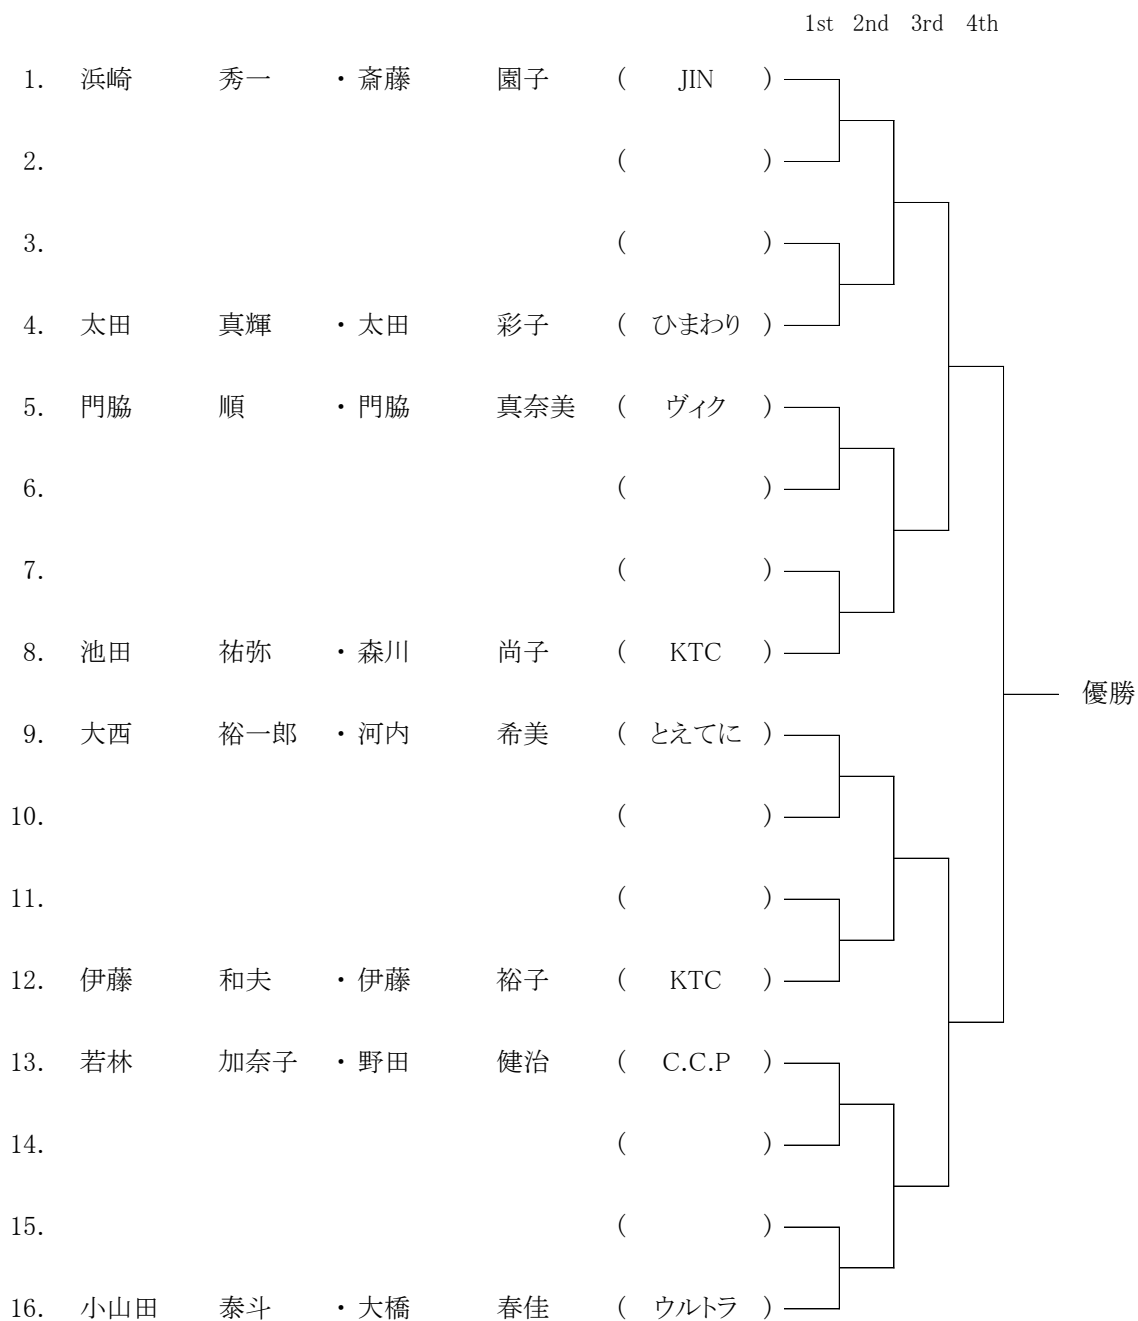 1st 2nd 3rd 4th
1. 浜崎 秀一 ・ 斎藤 園子 ( JIN )
2. ( )
3. ( )
4. 太田 真輝 ・ 太田 彩子 ( ひまわり )
5. 門脇 順 ・ 門脇 真奈美 ( ヴィク )
6. ( )
7. ( )
8. 池田 祐弥 ・ 森川 尚子 ( KTC )
優勝
9. 大西 裕一郎 ・ 河内 希美 ( とえてに )
10. ( )
11. ( )
12. 伊藤 和夫 ・ 伊藤 裕子 ( KTC )
13. 若林 加奈子 ・ 野田 健治 ( C.C.P )
14. ( )
15. ( )
16. 小山田 泰斗 ・ 大橋 春佳 ( ウルトラ )